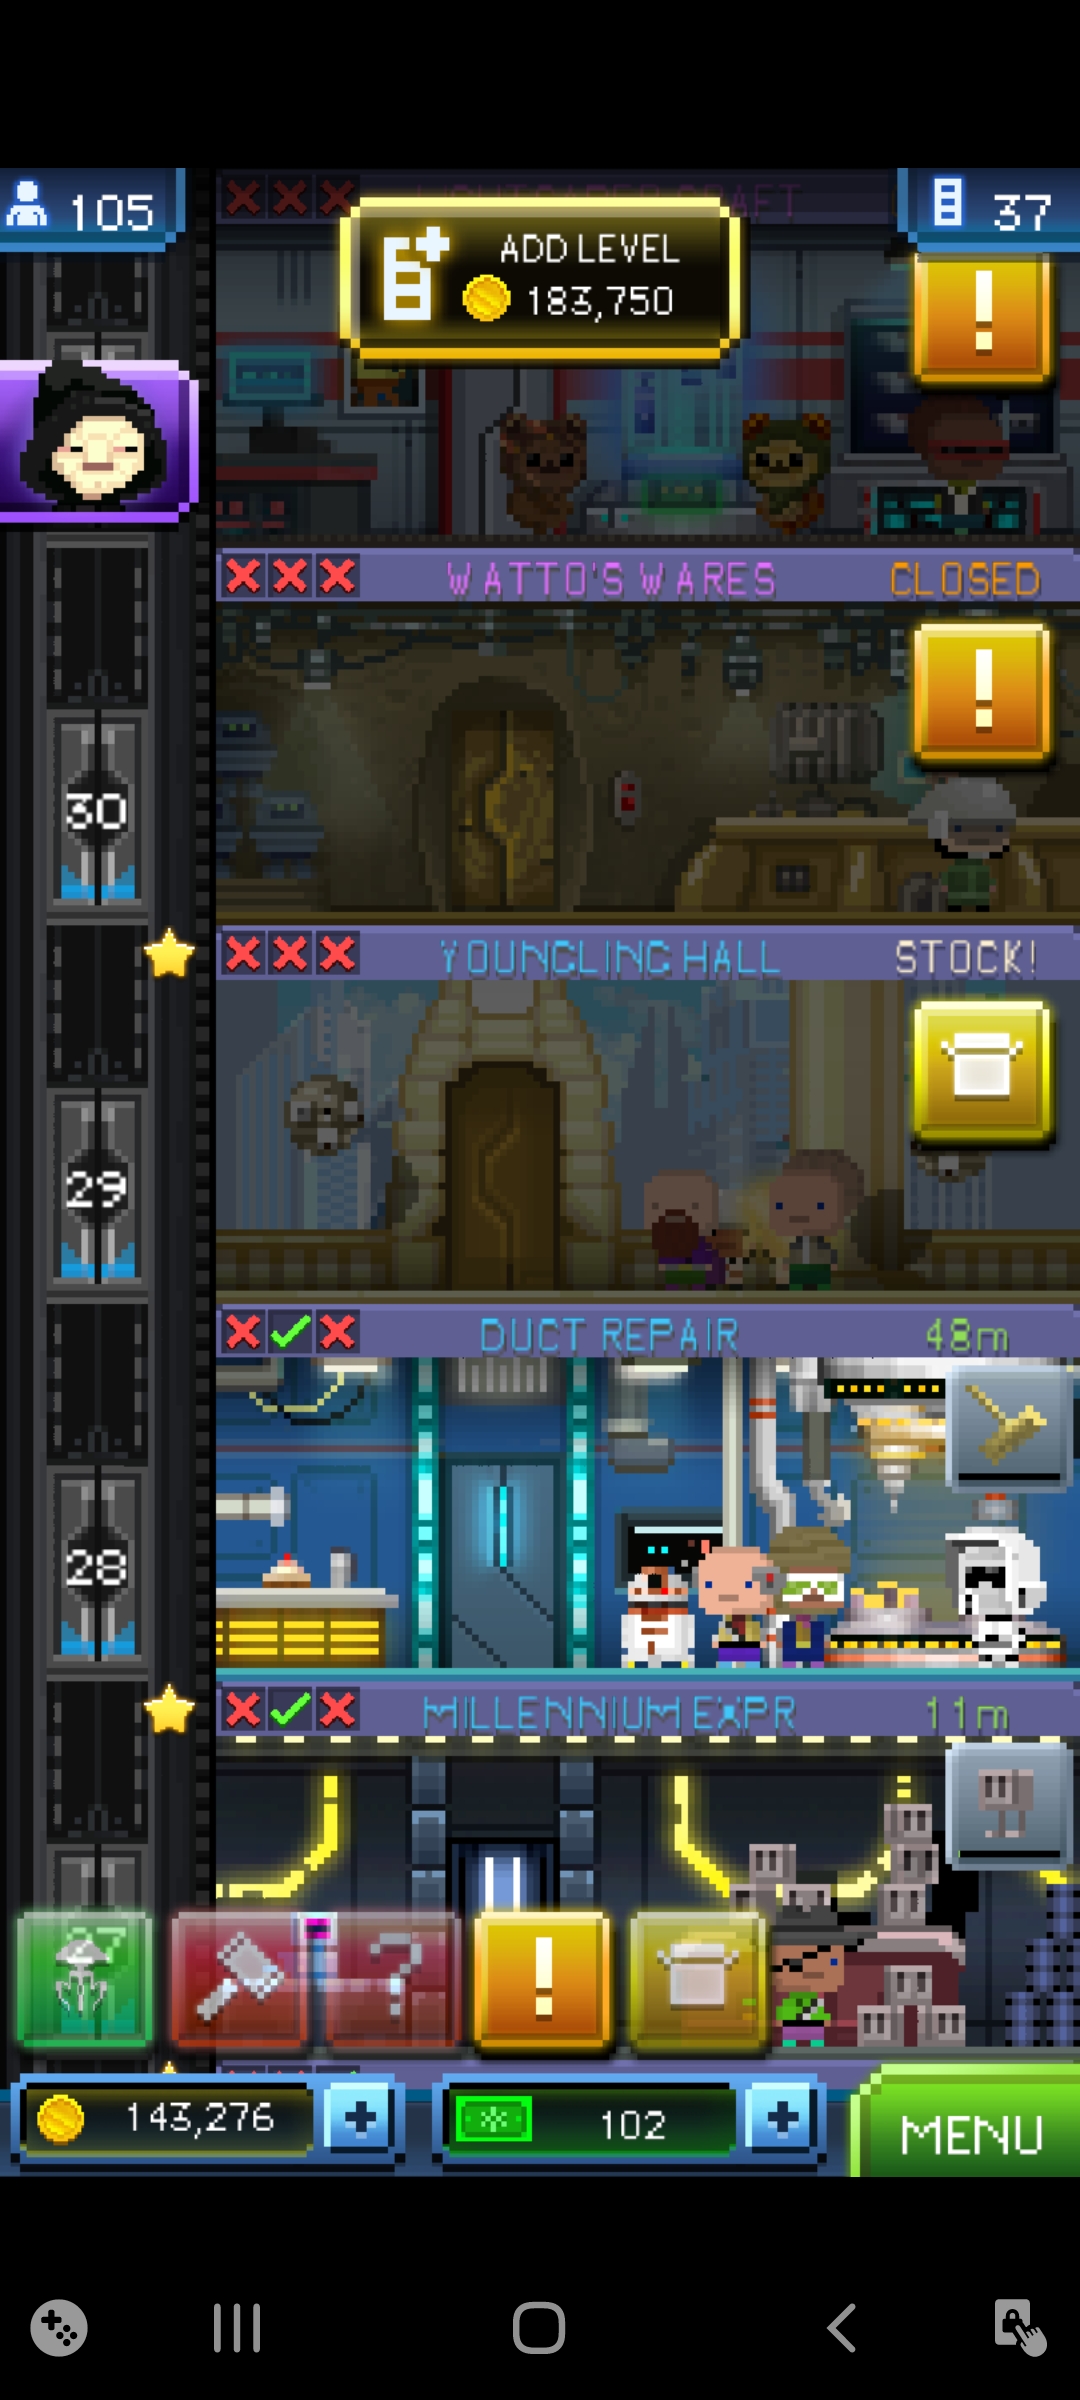 105
37
ADD LEVEL
183,750
WATTO'S WARES CLOSED
30
YOUNGLING HALL STOCK!
29
DUCT REPAIR 48m
28
MILLENNIUM EXPR 11m
27
143,276
102
MENU